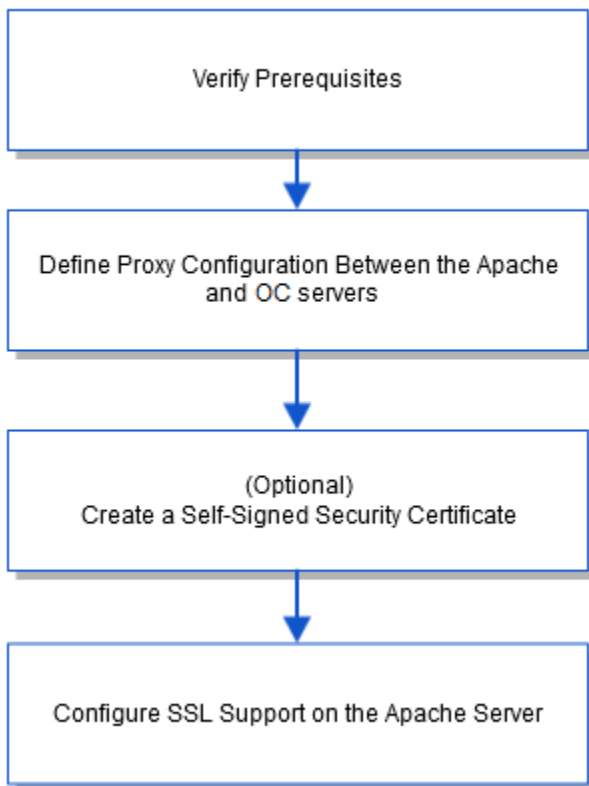 Verify Prerequisites
Define Proxy Configuration Between the Apache
and OC servers
(Optional)
Create a Self-Signed Security Certificate
Configure SSL Support on the Apache Server